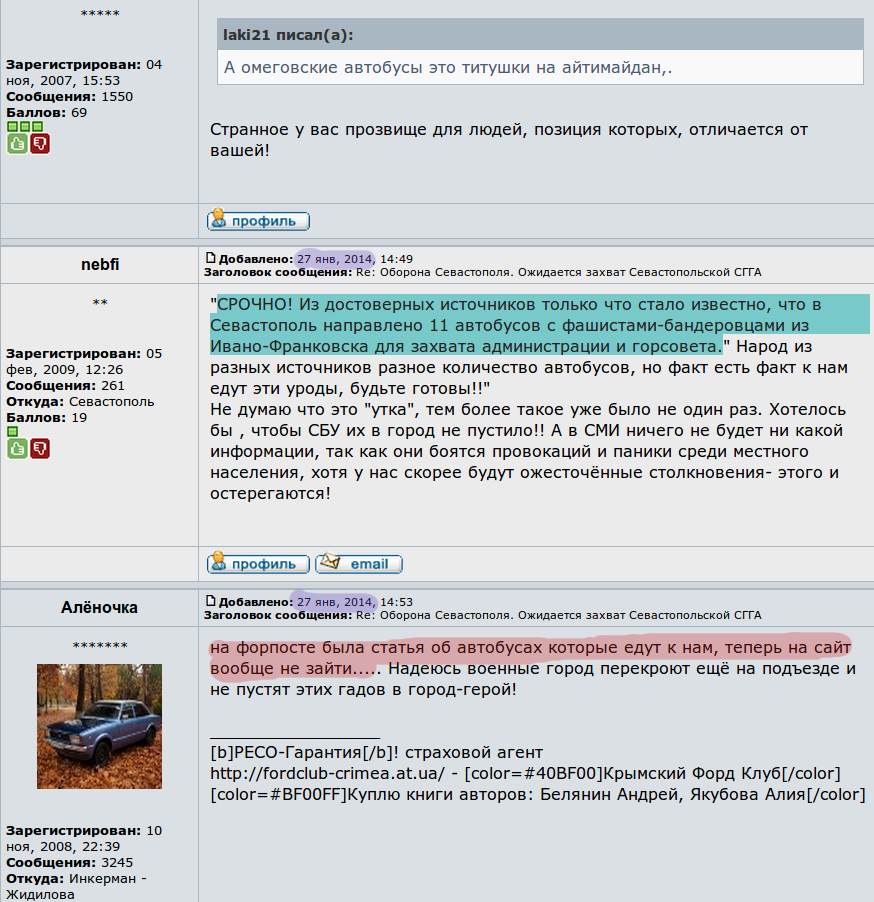 *****
Зарегистрирован: 04
ноя, 2007, 15:53
Сообщения: 1550
Баллов: 69
laki21 писал(а):
А омеговские автобусы это титушки на айтимайдан,.
Странное у вас прозвище для людей, позиция которых, отличается от
вашей!
профиль
nebfi
Добавлено: 27 янв, 2014, 14:49
Заголовок сообщения: Re: Оборона Севастополя. Ожидается захват Севастопольской СГГА
**
Зарегистрирован: 05
фев, 2009, 12:26
Сообщения: 261
Откуда: Севастополь
Баллов: 19
"СРОЧНО! Из достоверных источников только что стало известно, что в
Севастополь направлено 11 автобусов с фашистами-бандеровцами из
Ивано-Франковска для захвата администрации и горсовета." Народ из
разных источников разное количество автобусов, но факт есть факт к нам
едут эти уроды, будьте готовы!!"
Не думаю что это "утка", тем более такое уже было не один раз. Хотелось
бы , чтобы СБУ их в город не пустило!! А в СМИ ничего не будет ни какой
информации, так как они боятся провокаций и паники среди местного
населения, хотя у нас скорее будут ожесточённые столкновения- этого и
остерегаются!
профиль email
Алёночка
Добавлено: 27 янв, 2014, 14:53
Заголовок сообщения: Re: Оборона Севастополя. Ожидается захват Севастопольской СГГА
*******
Зарегистрирован: 10
ноя, 2008, 22:39
Сообщения: 3245
Откуда: Инкерман -
Жидилова
на форпосте была статья об автобусах которые едут к нам, теперь на сайт
вообще не зайти..... Надеюсь военные город перекроют ещё на подъезде и
не пустят этих гадов в город-герой!
_________________
[b]РЕСО-Гарантия[/b]! страховой агент
http://fordclub-crimea.at.ua/ - [color=#40BF00]Крымский Форд Клуб[/color]
[color=#BF00FF]Куплю книги авторов: Белянин Андрей, Якубова Алия[/color]